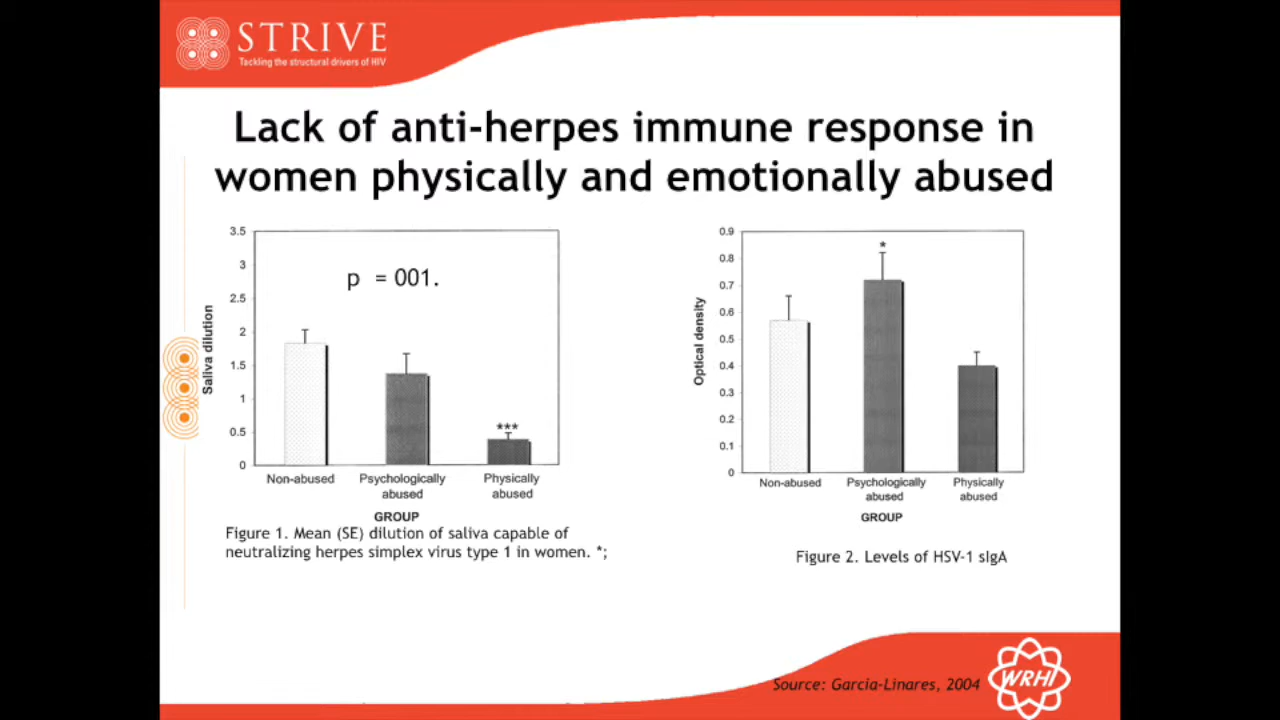 STRIVE
Tackling the structural drivers of HIV
Lack of anti-herpes immune response in
women physically and emotionally abused
3.5
3
2.5
2
1.5
1
0.5
0
Saliva dilution
p = 001.
***
Non-abused
Psychologically
abused
Physically
abused
GROUP
Figure 1. Mean (SE) dilution of saliva capable of
neutralizing herpes simplex virus type 1 in women. *;
0.9
0.8
0.7
0.6
0.5
0.4
0.3
0.2
0.1
0
Optical density
*
Non-abused
Psychologically
abused
Physically
abused
GROUP
Figure 2. Levels of HSV-1 sIgA
Source: Garcia-Linares, 2004
WRHI